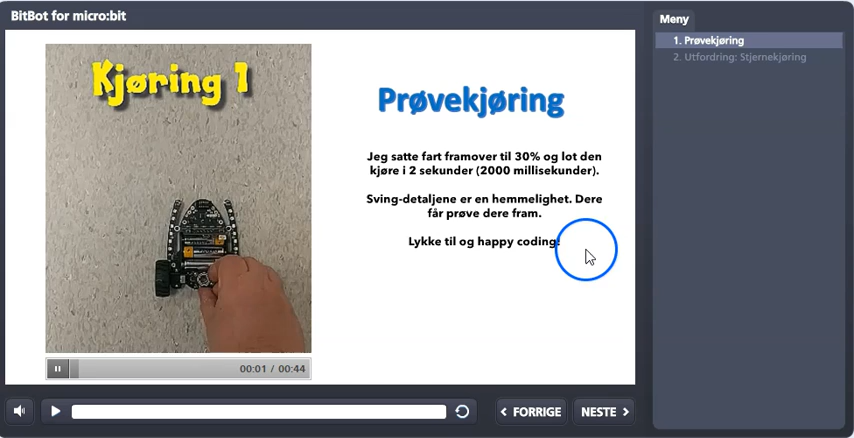 BitBot for micro:bit
Kjøring 1
Prøvekjøring
Jeg satte fart framover til 30% og lot den
kjøre i 2 sekunder (2000 millisekunder).
Sving-detaljene er en hemmelighet. Dere
får prøve dere fram.
Lykke til og happy coding!
00:01 / 00:44
FORRIGE
NESTE
Meny
1. Prøvekjøring
2. Utfordring: Stjernekjøring